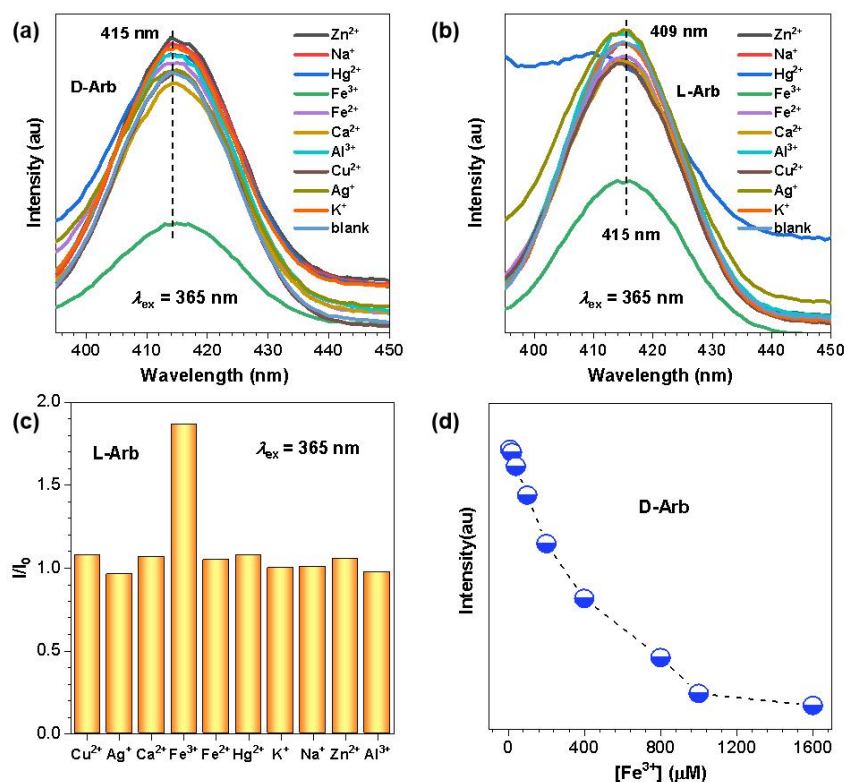 (a)
415 nm
D-Arb
Zn²⁺
Na⁺
Hg²⁺
Fe³⁺
Fe²⁺
Ca²⁺
Al³⁺
Cu²⁺
Ag⁺
K⁺
blank
λex = 365 nm
Intensity (au)
400 410 420 430 440 450
Wavelength (nm)
(b)
409 nm
L-Arb
Zn²⁺
Na⁺
Hg²⁺
Fe³⁺
Fe²⁺
Ca²⁺
Al³⁺
Cu²⁺
Ag⁺
K⁺
blank
415 nm
λex = 365 nm
Intensity (au)
400 410 420 430 440 450
Wavelength (nm)
(c)
L-Arb
λex = 365 nm
2.0
1.5
1.0
0.5
0.0
I/I₀
Cu²⁺ Ag⁺ Ca²⁺ Fe³⁺ Fe²⁺ Hg²⁺ K⁺ Na⁺ Zn²⁺ Al³⁺
(d)
D-Arb
Intensity(au)
0 400 800 1200 1600
[Fe³⁺] (μM)